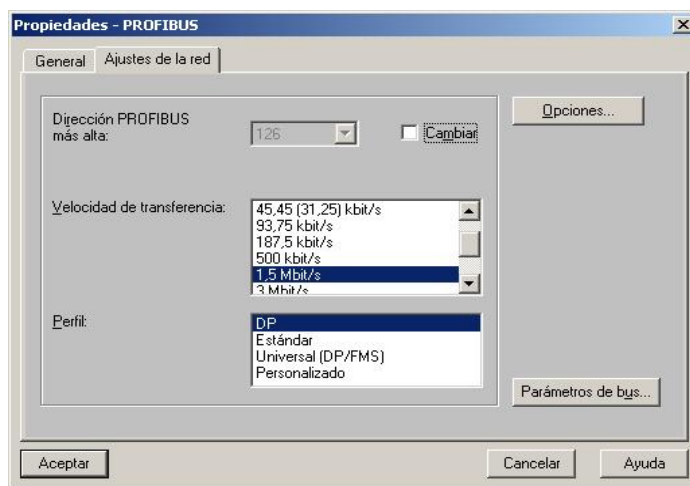 Propiedades - PROFIBUS
General
Ajustes de la red
Dirección PROFIBUS
más alta:
126
Cambiar
Opciones...
Velocidad de transferencia:
45,45 (31,25) kbit/s
93,75 kbit/s
187,5 kbit/s
500 kbit/s
1,5 Mbit/s
3 Mbit/s
Perfil:
DP
Estándar
Universal (DP/FMS)
Personalizado
Parámetros de bus...
Aceptar
Cancelar
Ayuda